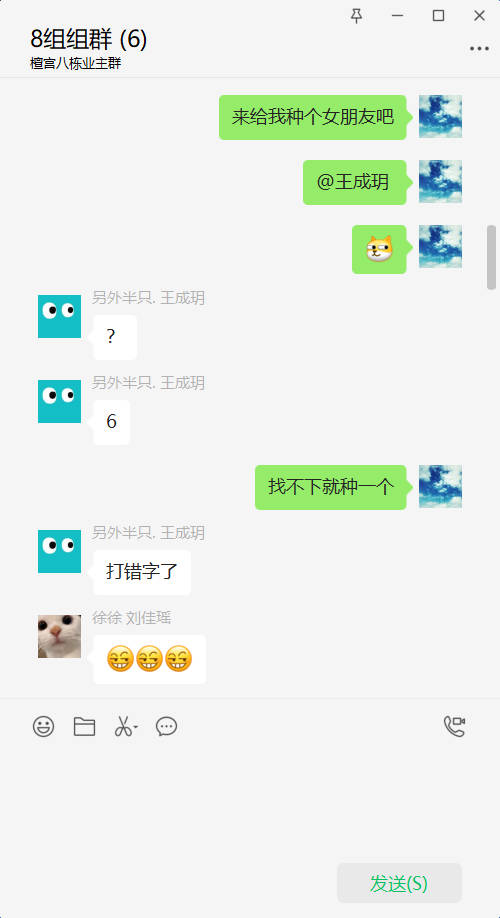 8组组群 (6)
檀宫八栋业主群
来给我种个女朋友吧
@王成玥
另外半只. 王成玥
?
另外半只. 王成玥
6
找不下就种一个
另外半只. 王成玥
打错字了
徐徐 刘佳瑶
发送(S)